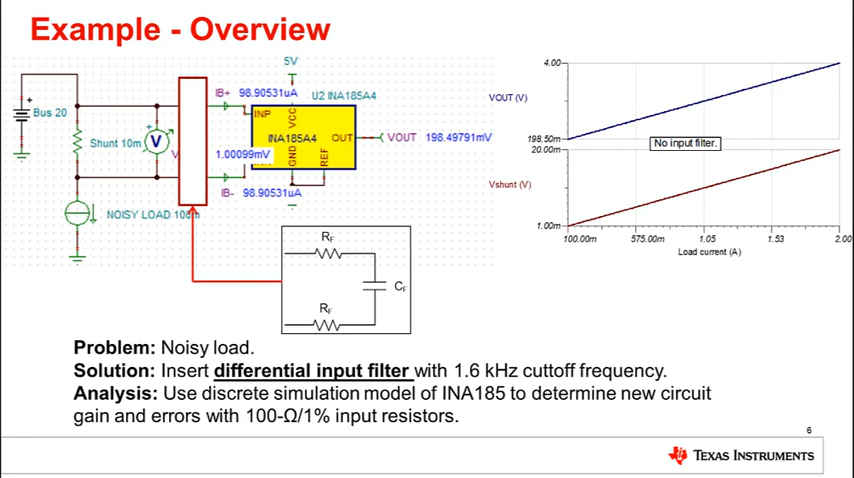 Example - Overview
5V
IB+ 98.90531uA
U2 INA185A4
Bus 20
Shunt 10m
V
V
1.00099mV
INP
VCC
INA185A4
OUT
GND
REF
VOUT 198.49791mV
IB- 98.90531uA
NOISY LOAD 100m
RF
CF
RF
4.00
VOUT (V)
198.50m
No input filter.
20.00m
Vshunt (V)
1.00m
100.00m 575.00m 1.05 1.53 2.00
Load current (A)
Problem: Noisy load.
Solution: Insert differential input filter with 1.6 kHz cuttoff frequency.
Analysis: Use discrete simulation model of INA185 to determine new circuit
gain and errors with 100-Ω/1% input resistors.
6
TEXAS INSTRUMENTS